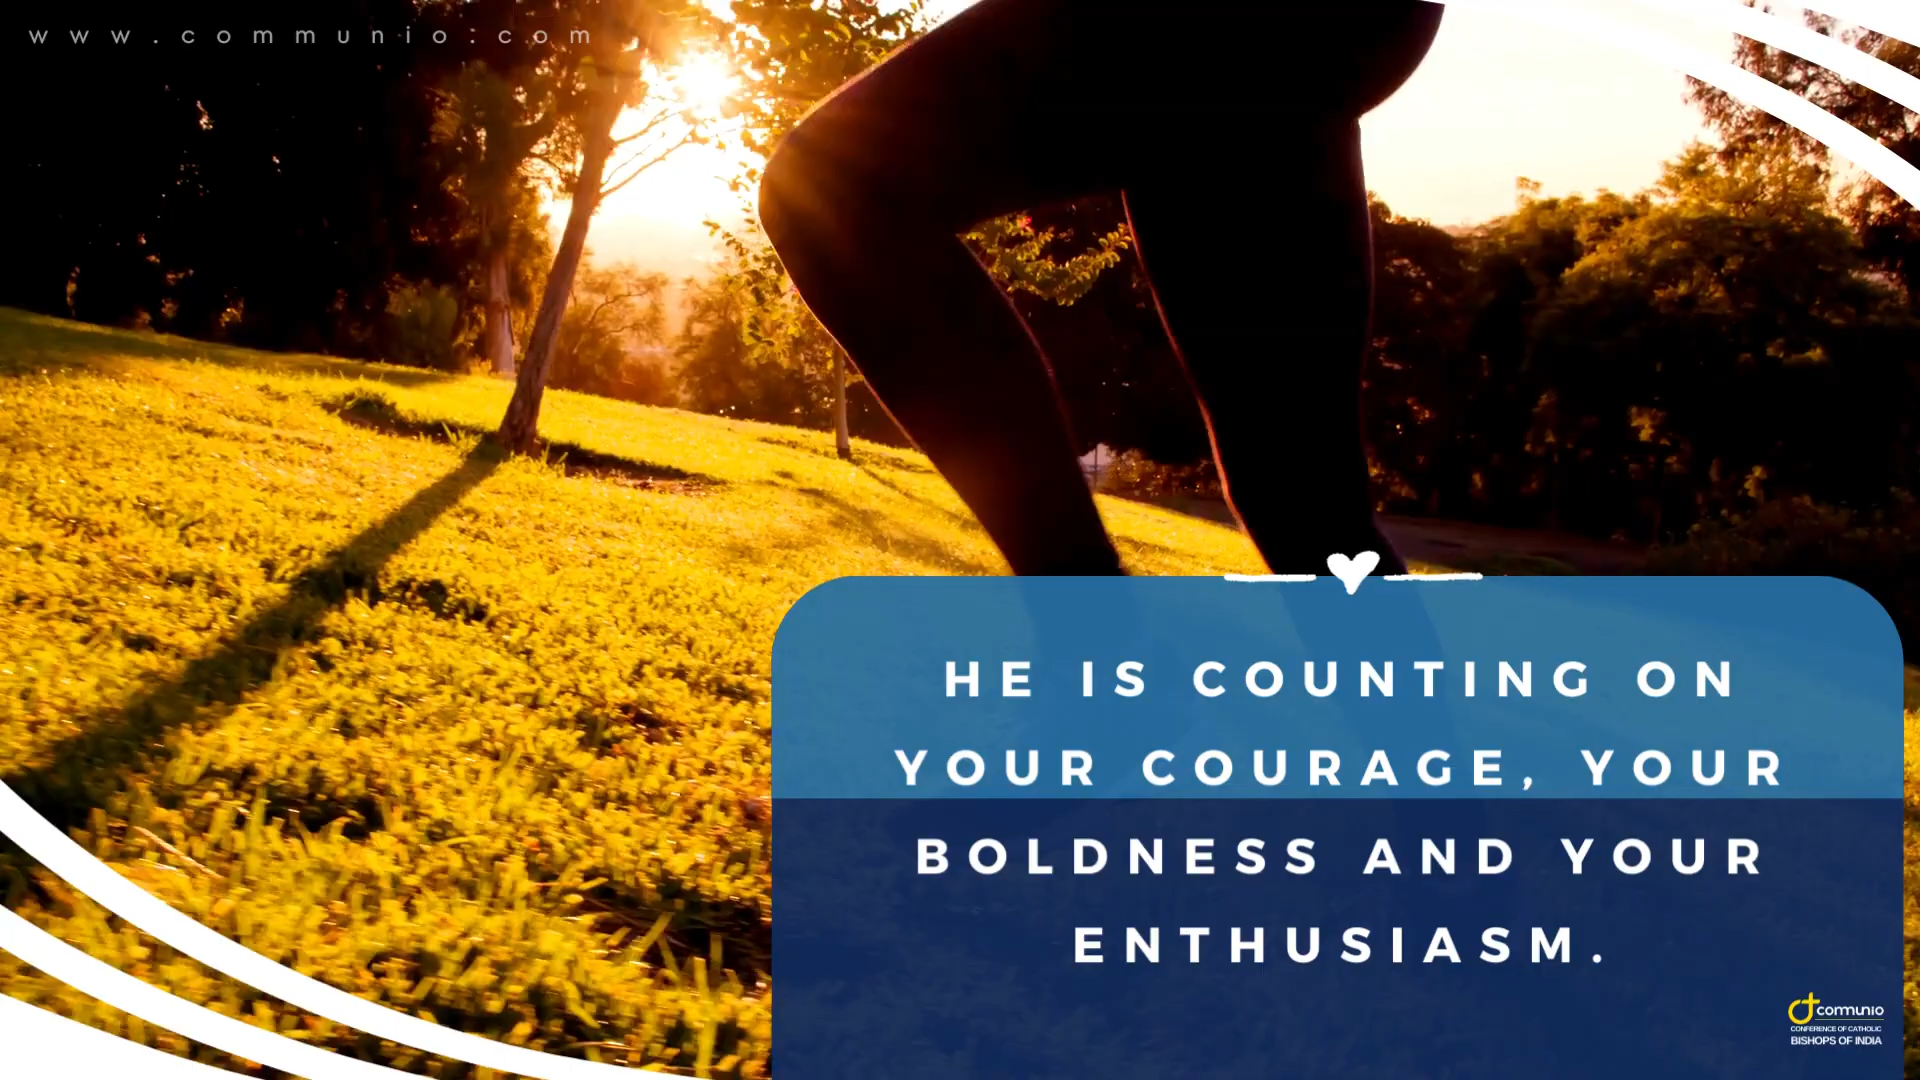 www.communio.com
HE IS COUNTING ON
YOUR COURAGE, YOUR
BOLDNESS AND YOUR
ENTHUSIASM.
communio
CONFERENCE OF CATHOLIC
BISHOPS OF INDIA